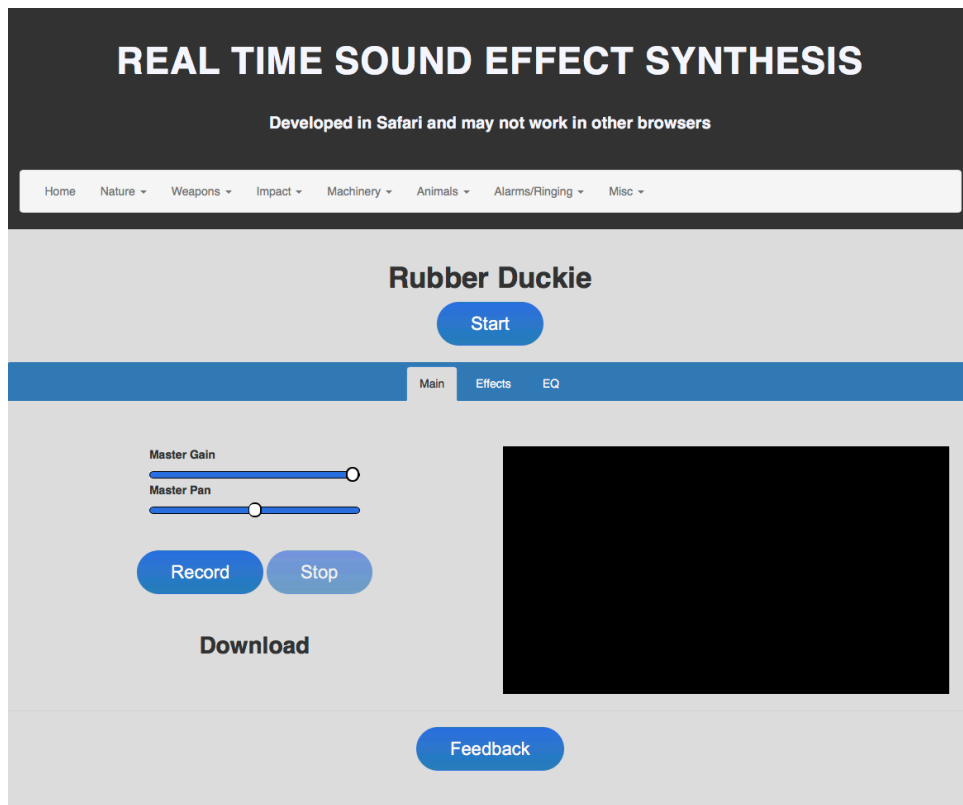 REAL TIME SOUND EFFECT SYNTHESIS
Developed in Safari and may not work in other browsers
Home Nature Weapons Impact Machinery Animals Alarms/Ringing Misc
Rubber Duckie
Start
Main Effects EQ
Master Gain
Master Pan
Record Stop
Download
Feedback